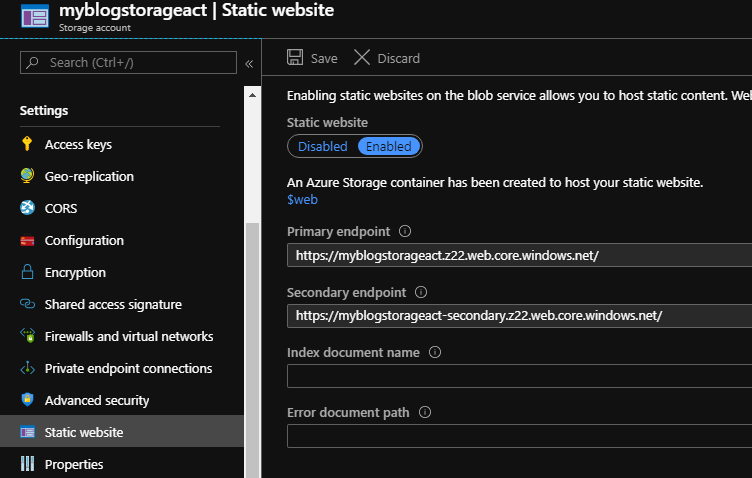 myblogstorageact | Static website
Storage account
Search (Ctrl+/)
«
Save
Discard
Settings
Access keys
Geo-replication
CORS
Configuration
Encryption
Shared access signature
Firewalls and virtual networks
Private endpoint connections
Advanced security
Static website
Properties
Enabling static websites on the blob service allows you to host static content. We
Static website
Disabled Enabled
An Azure Storage container has been created to host your static website.
$web
Primary endpoint
https://myblogstorageact.z22.web.core.windows.net/
Secondary endpoint
https://myblogstorageact-secondary.z22.web.core.windows.net/
Index document name
Error document path